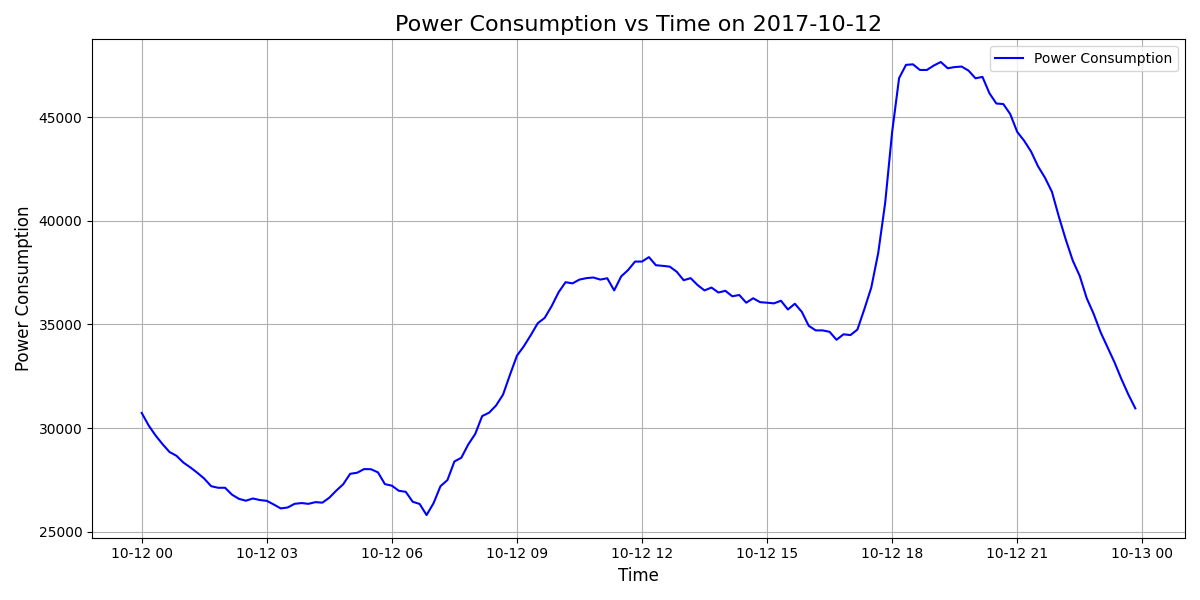 Power Consumption vs Time on 2017-10-12
Power Consumption
Power Consumption
45000
40000
35000
30000
25000
10-12 00 10-12 03 10-12 06 10-12 09 10-12 12 10-12 15 10-12 18 10-12 21 10-13 00
Time